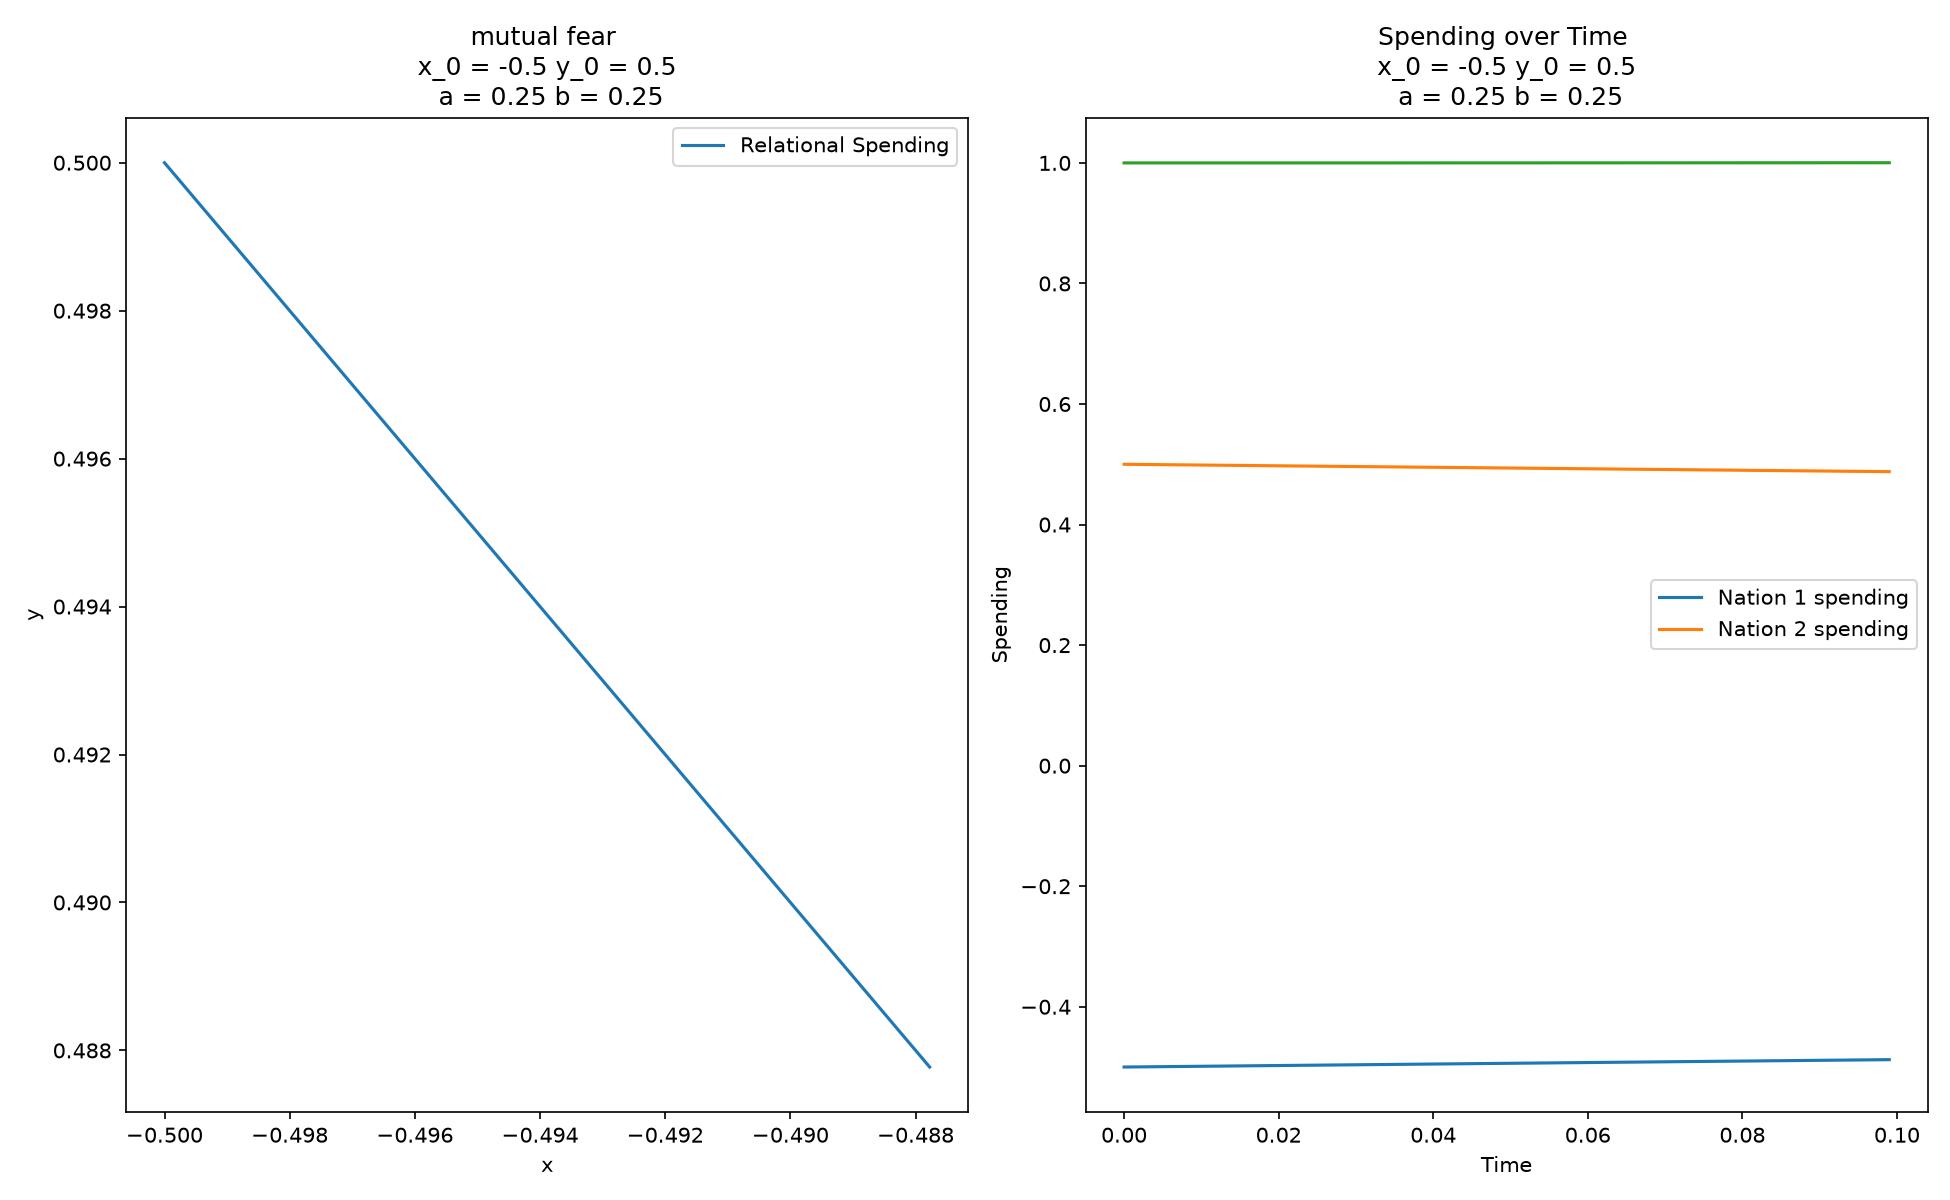 mutual fear
x_0 = -0.5 y_0 = 0.5
a = 0.25 b = 0.25
Relational Spending
0.500
0.498
0.496
0.494
0.492
0.490
0.488
y
−0.500 −0.498 −0.496 −0.494 −0.492 −0.490 −0.488
x
Spending over Time
x_0 = -0.5 y_0 = 0.5
a = 0.25 b = 0.25
1.0
0.8
0.6
0.4
0.2
0.0
−0.2
−0.4
Spending
Nation 1 spending
Nation 2 spending
0.00 0.02 0.04 0.06 0.08 0.10
Time